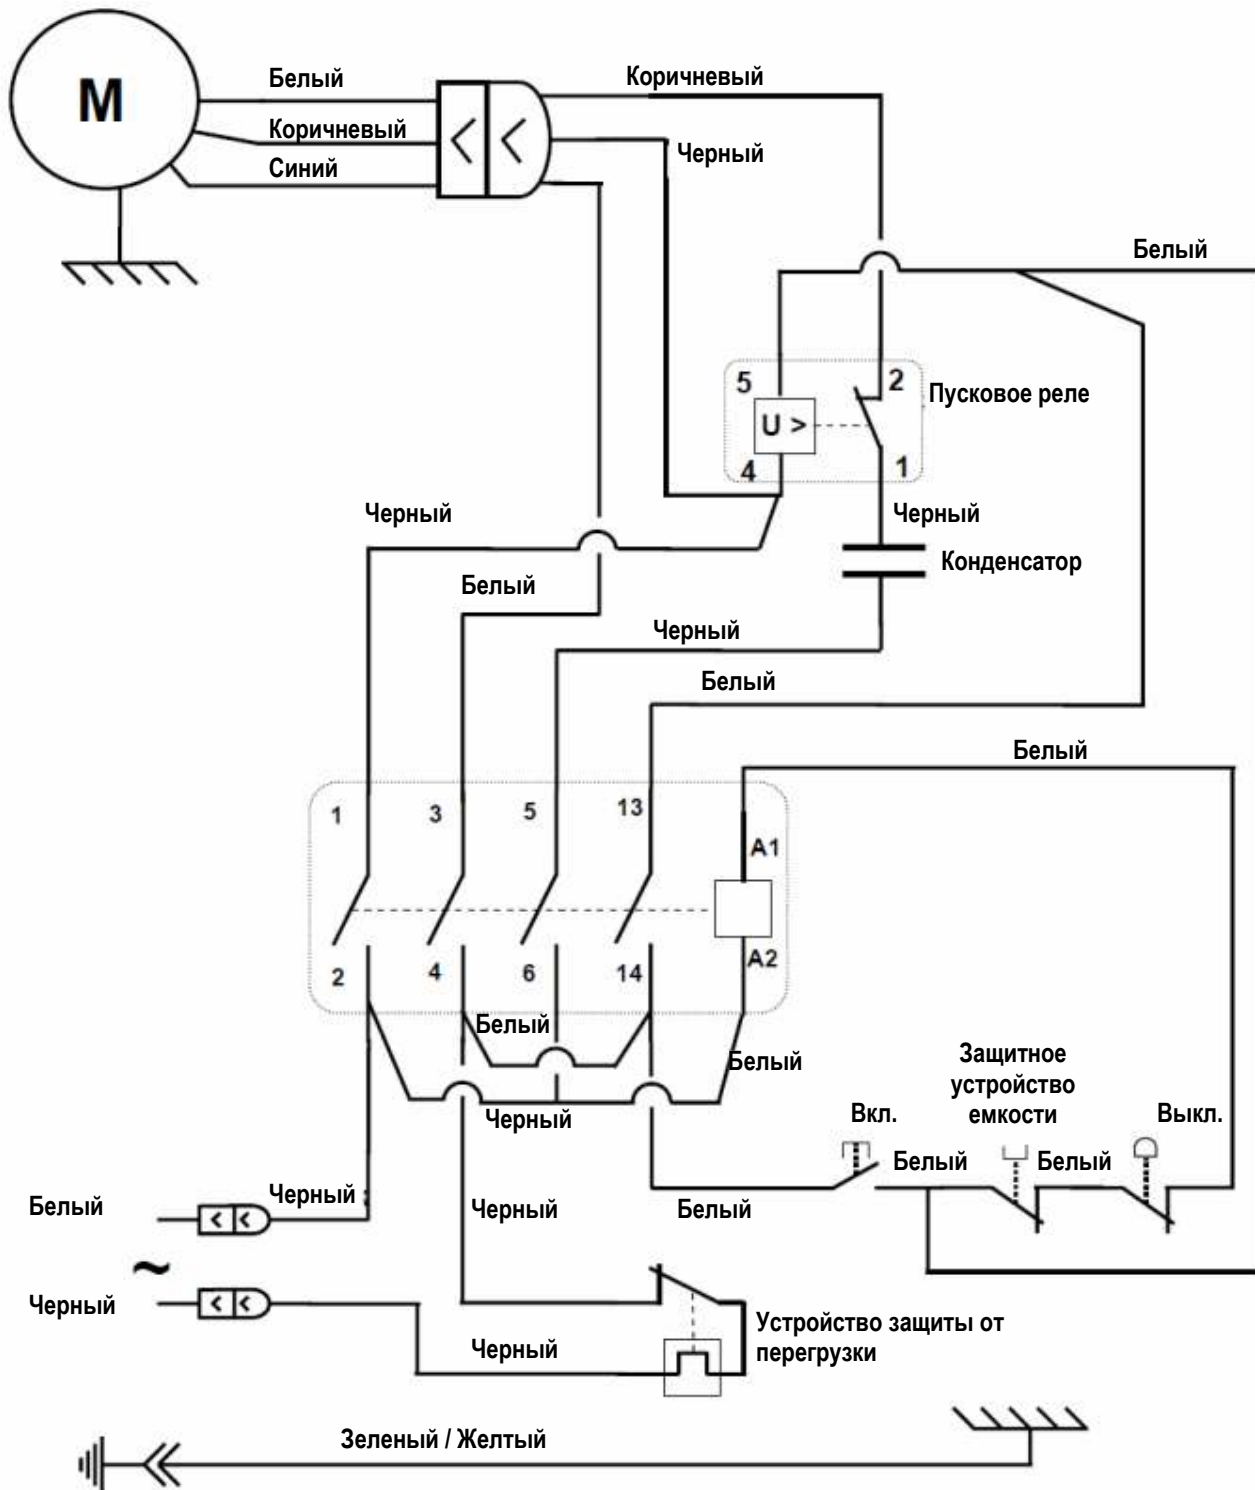 M
Белый
Коричневый
Синий
Коричневый
Черный
Белый
5
2
Пусковое реле
U >
4
1
Черный
Черный
Конденсатор
Белый
Черный
Белый
Белый
1
3
5
13
A1
2
4
6
14
A2
Белый
Белый
Черный
Защитное
устройство
емкости
Вкл.
Выкл.
Белый
Белый
Белый
Черный
Черный
Белый
~
Черный
Черный
Устройство защиты от
перегрузки
Зеленый / Желтый